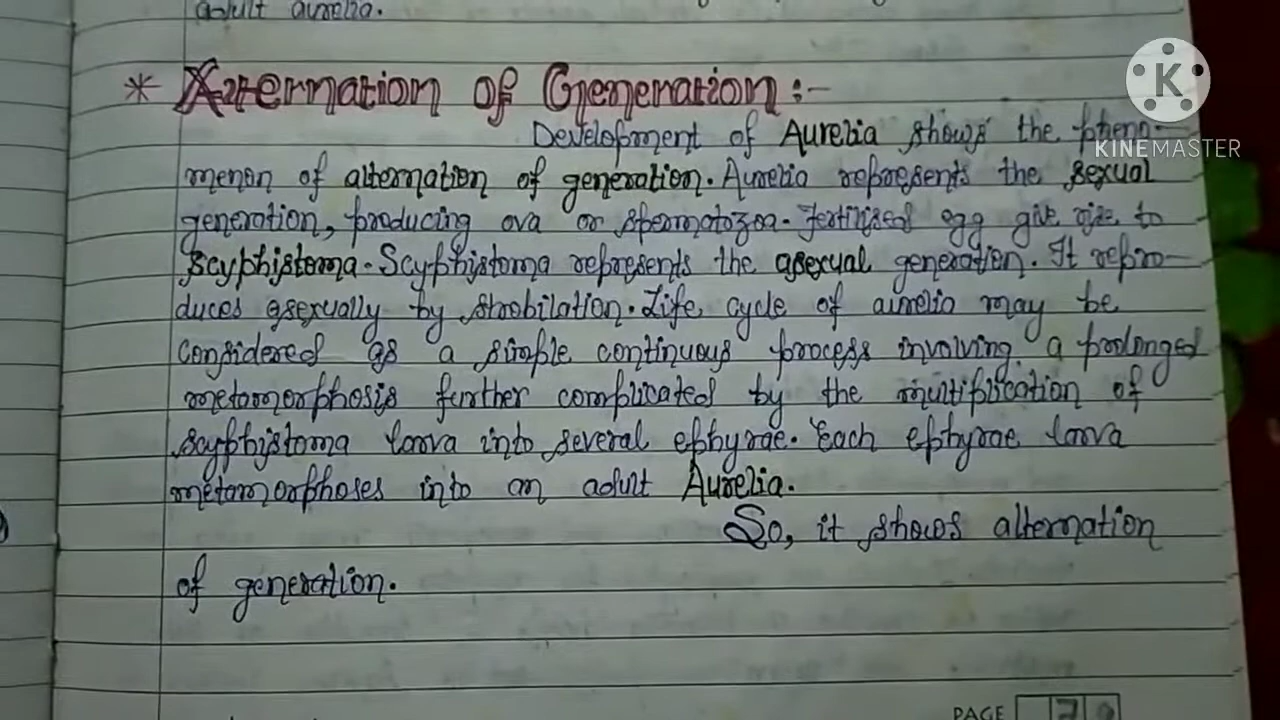 adult aurelia.
* Alternation of Generation :-
Development of Aurelia shows the pheno-
menon of alternation of generation. Aurelia represents the sexual
generation, producing ova or spermatozoa. Fertilised egg give rise to
scyphistoma. Scyphistoma represents the asexual generation. It repro-
duces asexually by strobilation. Life cycle of aurelia may be
considered as a simple continuous process involving a prolonged
metamorphosis further complicated by the multiplication of
scyphistoma larva into several ephyrae. Each ephyrae larva
metamorphoses into an adult Aurelia.
So, it shows alternation
of generation.
PAGE
K
KINEMASTER